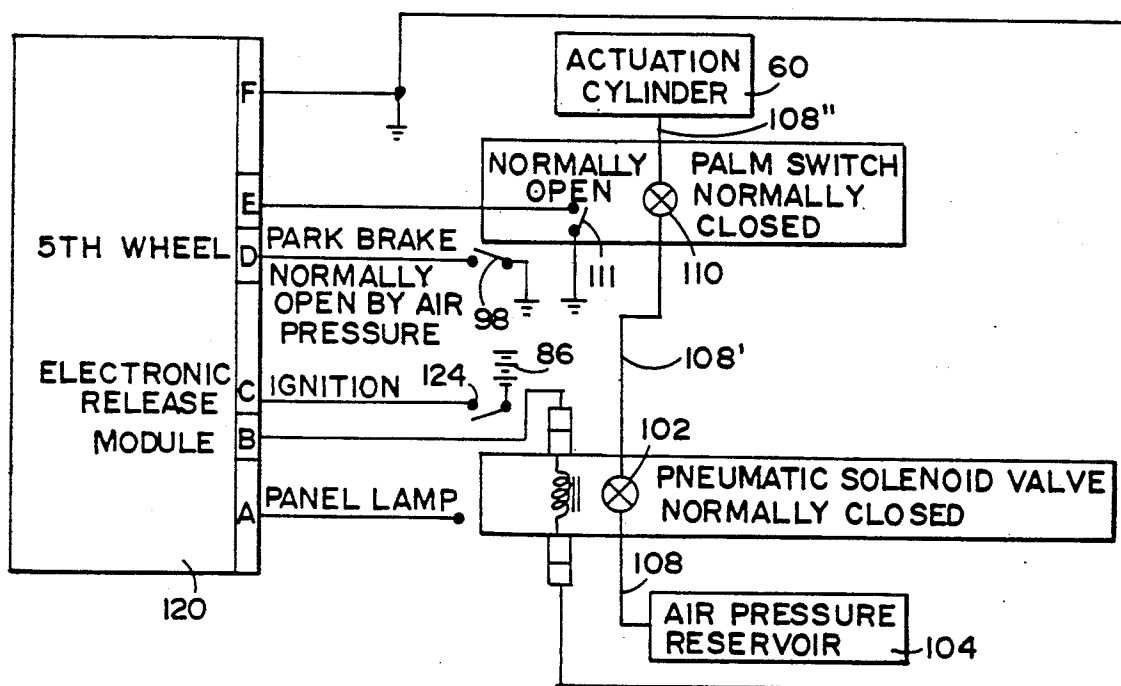 ACTUATION
CYLINDER
60
108"
F
NORMALLY
OPEN
PALM SWITCH
NORMALLY
CLOSED
E
111
110
5TH WHEEL
D
PARK BRAKE
NORMALLY
OPEN BY AIR
PRESSURE
98
86
108'
ELECTRONIC
RELEASE
MODULE
C
IGNITION
124
B
102
PNEUMATIC SOLENOID VALVE
NORMALLY CLOSED
A
PANEL LAMP
120
108
AIR PRESSURE
RESERVOIR
104